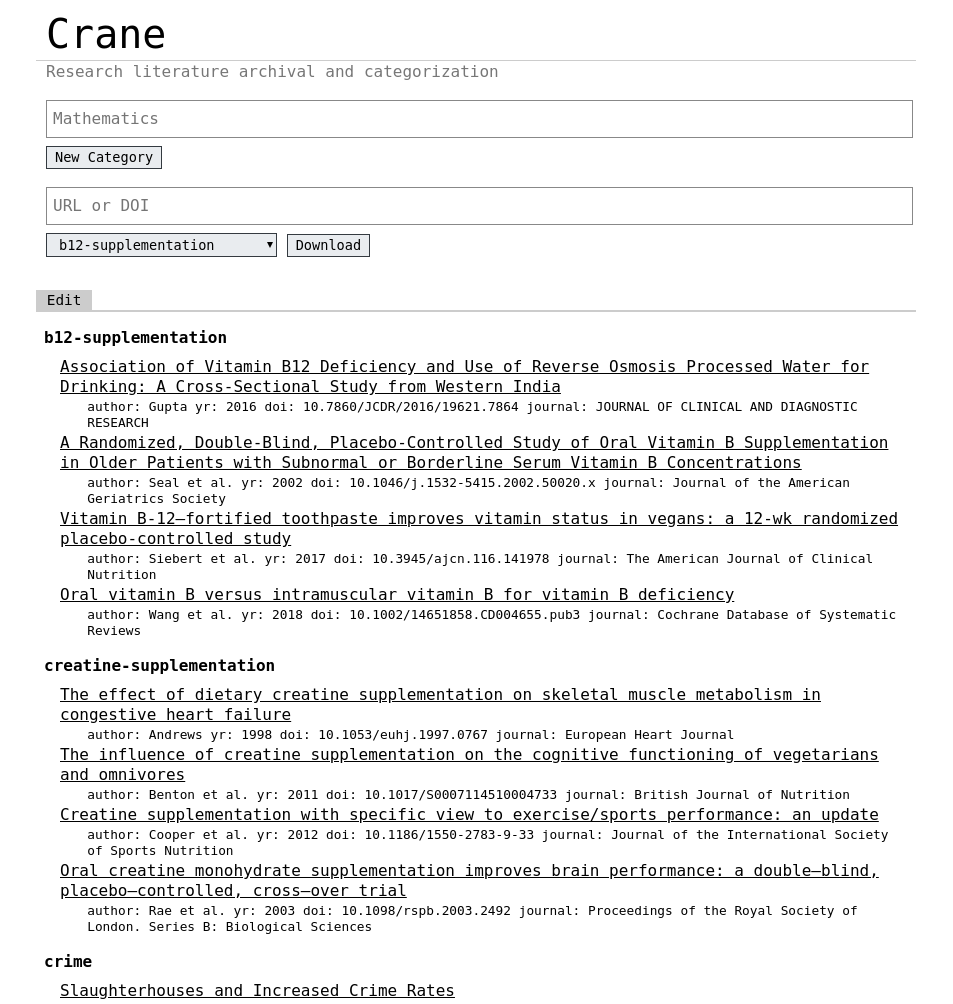 Crane
Research literature archival and categorization
Mathematics
New Category
URL or DOI
b12-supplementation ▾ Download
Edit
b12-supplementation
Association of Vitamin B12 Deficiency and Use of Reverse Osmosis Processed Water for
Drinking: A Cross-Sectional Study from Western India
author: Gupta yr: 2016 doi: 10.7860/JCDR/2016/19621.7864 journal: JOURNAL OF CLINICAL AND DIAGNOSTIC
RESEARCH
A Randomized, Double-Blind, Placebo-Controlled Study of Oral Vitamin B Supplementation
in Older Patients with Subnormal or Borderline Serum Vitamin B Concentrations
author: Seal et al. yr: 2002 doi: 10.1046/j.1532-5415.2002.50020.x journal: Journal of the American
Geriatrics Society
Vitamin B-12–fortified toothpaste improves vitamin status in vegans: a 12-wk randomized
placebo-controlled study
author: Siebert et al. yr: 2017 doi: 10.3945/ajcn.116.141978 journal: The American Journal of Clinical
Nutrition
Oral vitamin B versus intramuscular vitamin B for vitamin B deficiency
author: Wang et al. yr: 2018 doi: 10.1002/14651858.CD004655.pub3 journal: Cochrane Database of Systematic
Reviews
creatine-supplementation
The effect of dietary creatine supplementation on skeletal muscle metabolism in
congestive heart failure
author: Andrews yr: 1998 doi: 10.1053/euhj.1997.0767 journal: European Heart Journal
The influence of creatine supplementation on the cognitive functioning of vegetarians
and omnivores
author: Benton et al. yr: 2011 doi: 10.1017/S0007114510004733 journal: British Journal of Nutrition
Creatine supplementation with specific view to exercise/sports performance: an update
author: Cooper et al. yr: 2012 doi: 10.1186/1550-2783-9-33 journal: Journal of the International Society
of Sports Nutrition
Oral creatine monohydrate supplementation improves brain performance: a double–blind,
placebo–controlled, cross–over trial
author: Rae et al. yr: 2003 doi: 10.1098/rspb.2003.2492 journal: Proceedings of the Royal Society of
London. Series B: Biological Sciences
crime
Slaughterhouses and Increased Crime Rates